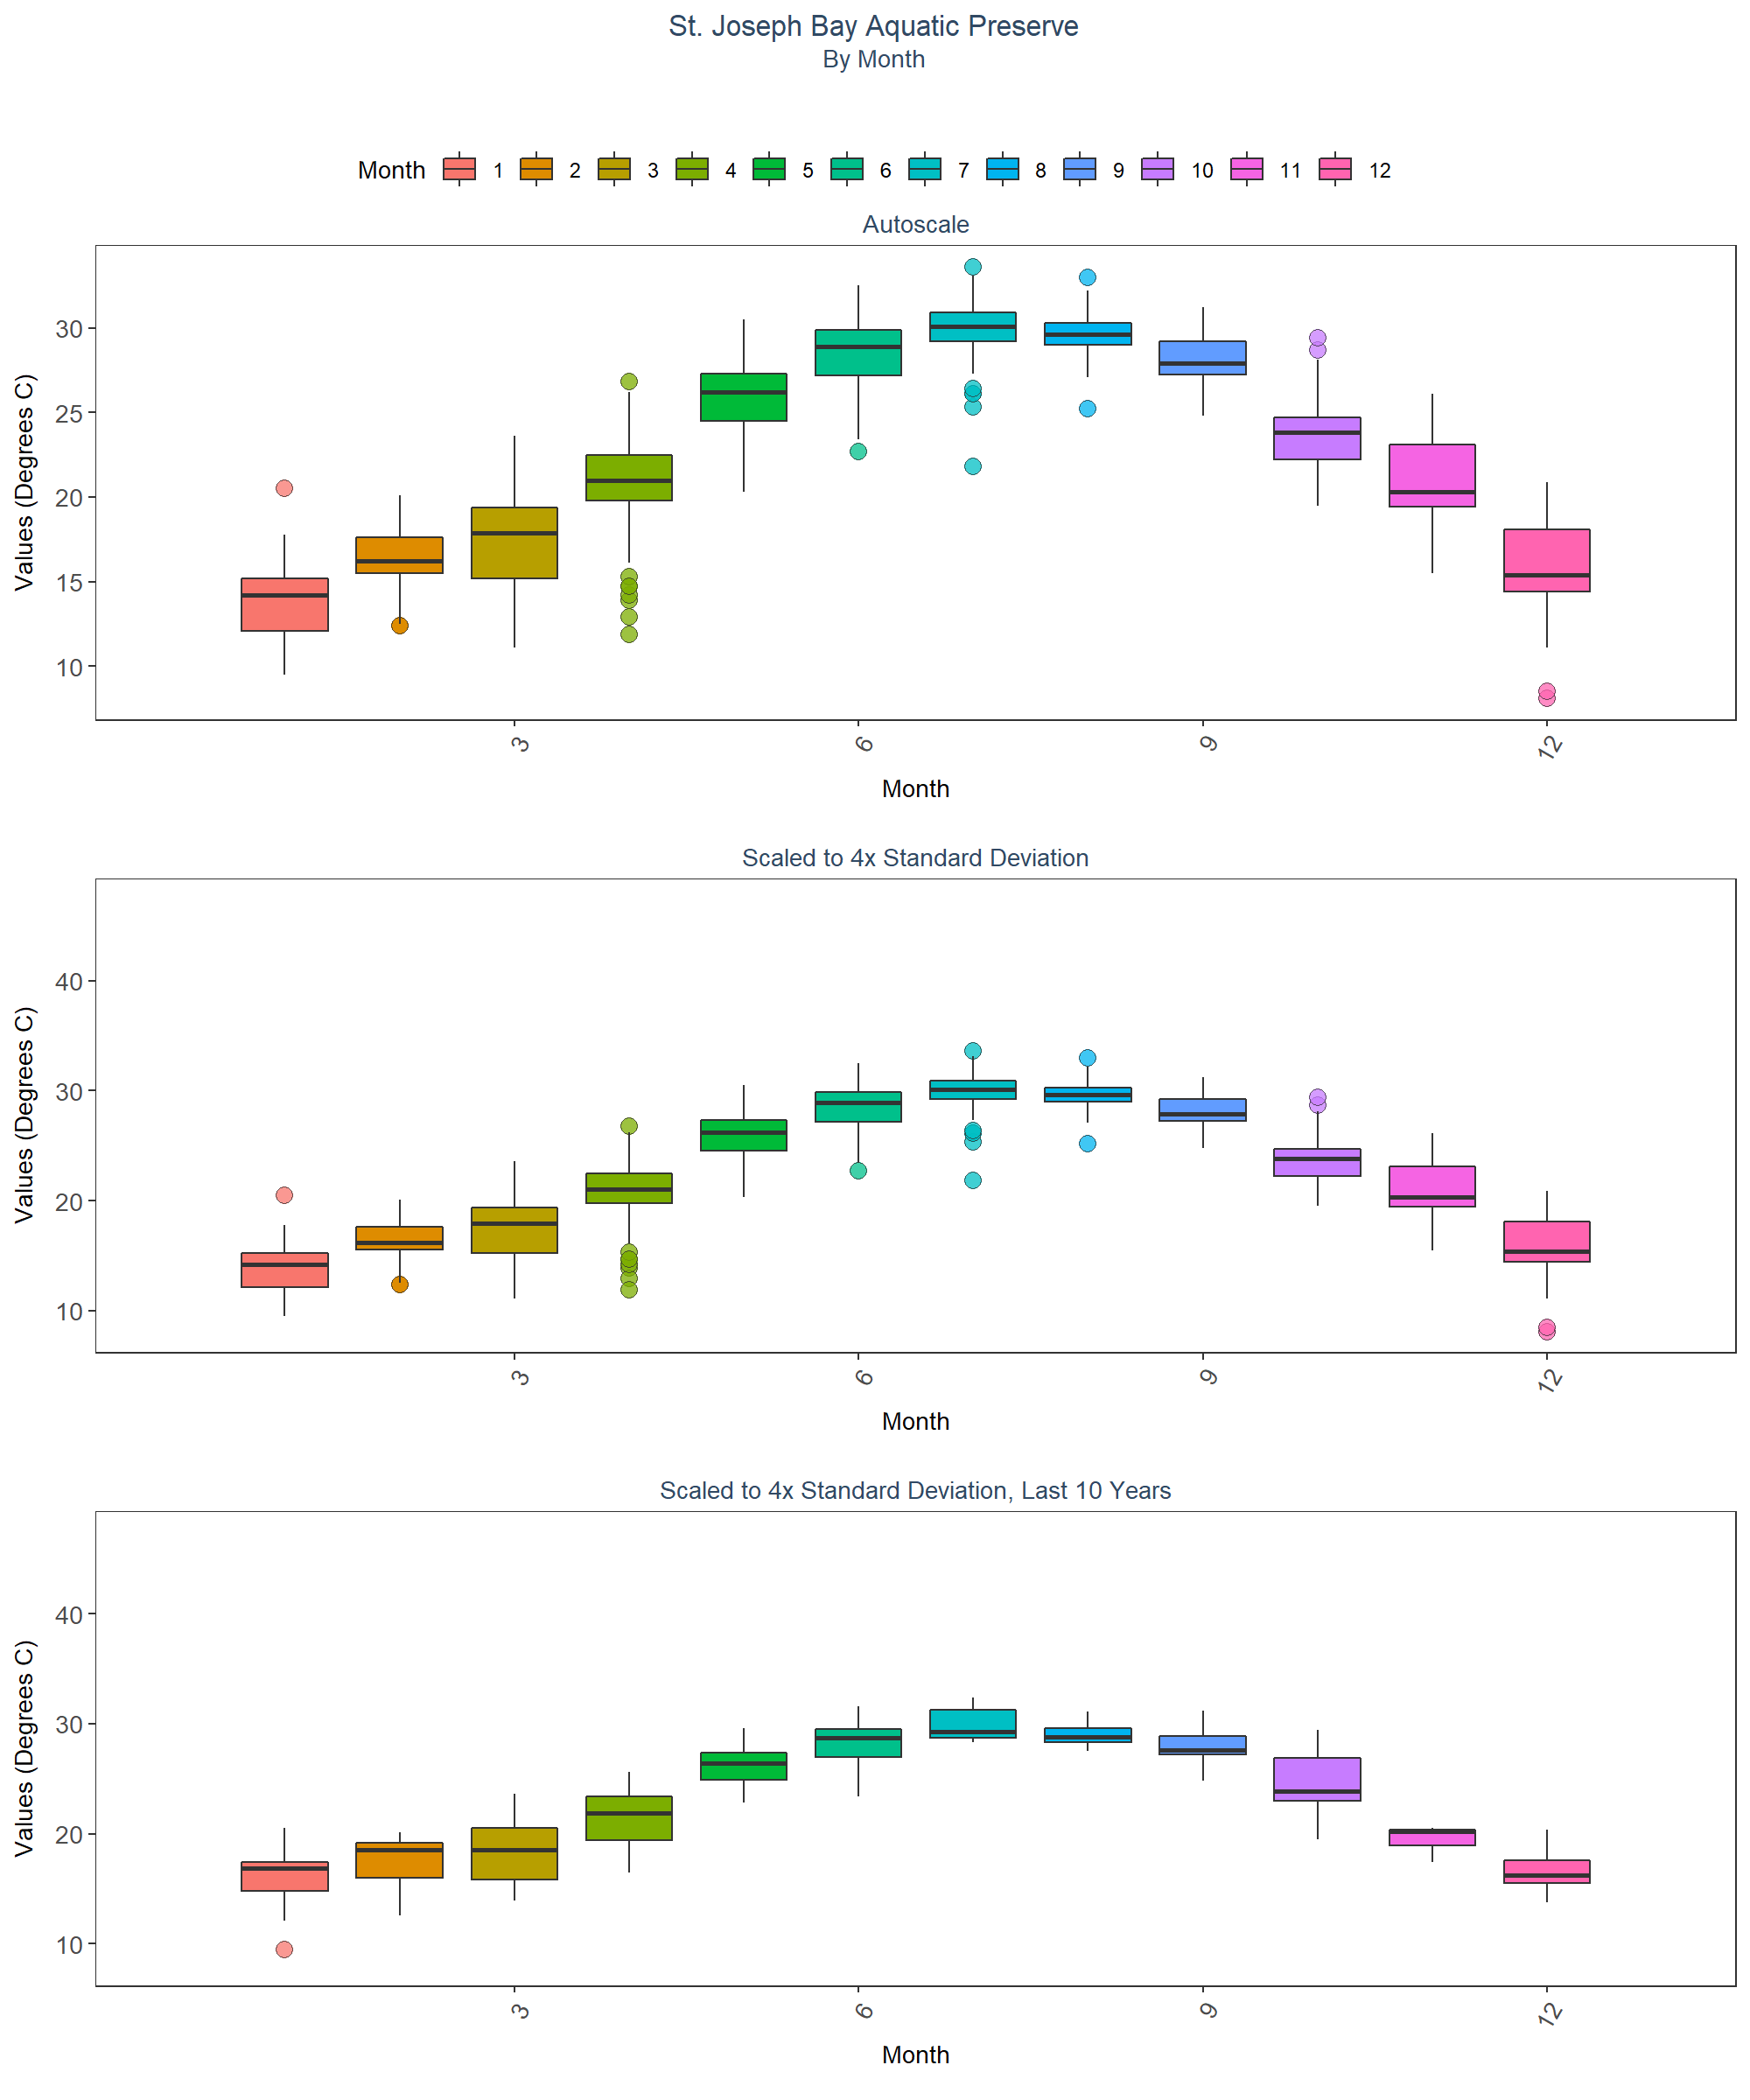 St. Joseph Bay Aquatic Preserve
By Month
Month 1 2 3 4 5 6 7 8 9 10 11 12
Autoscale
Values (Degrees C)
30
25
20
15
10
3 6 9 12
Month
Scaled to 4x Standard Deviation
Values (Degrees C)
40
30
20
10
3 6 9 12
Month
Scaled to 4x Standard Deviation, Last 10 Years
Values (Degrees C)
40
30
20
10
3 6 9 12
Month